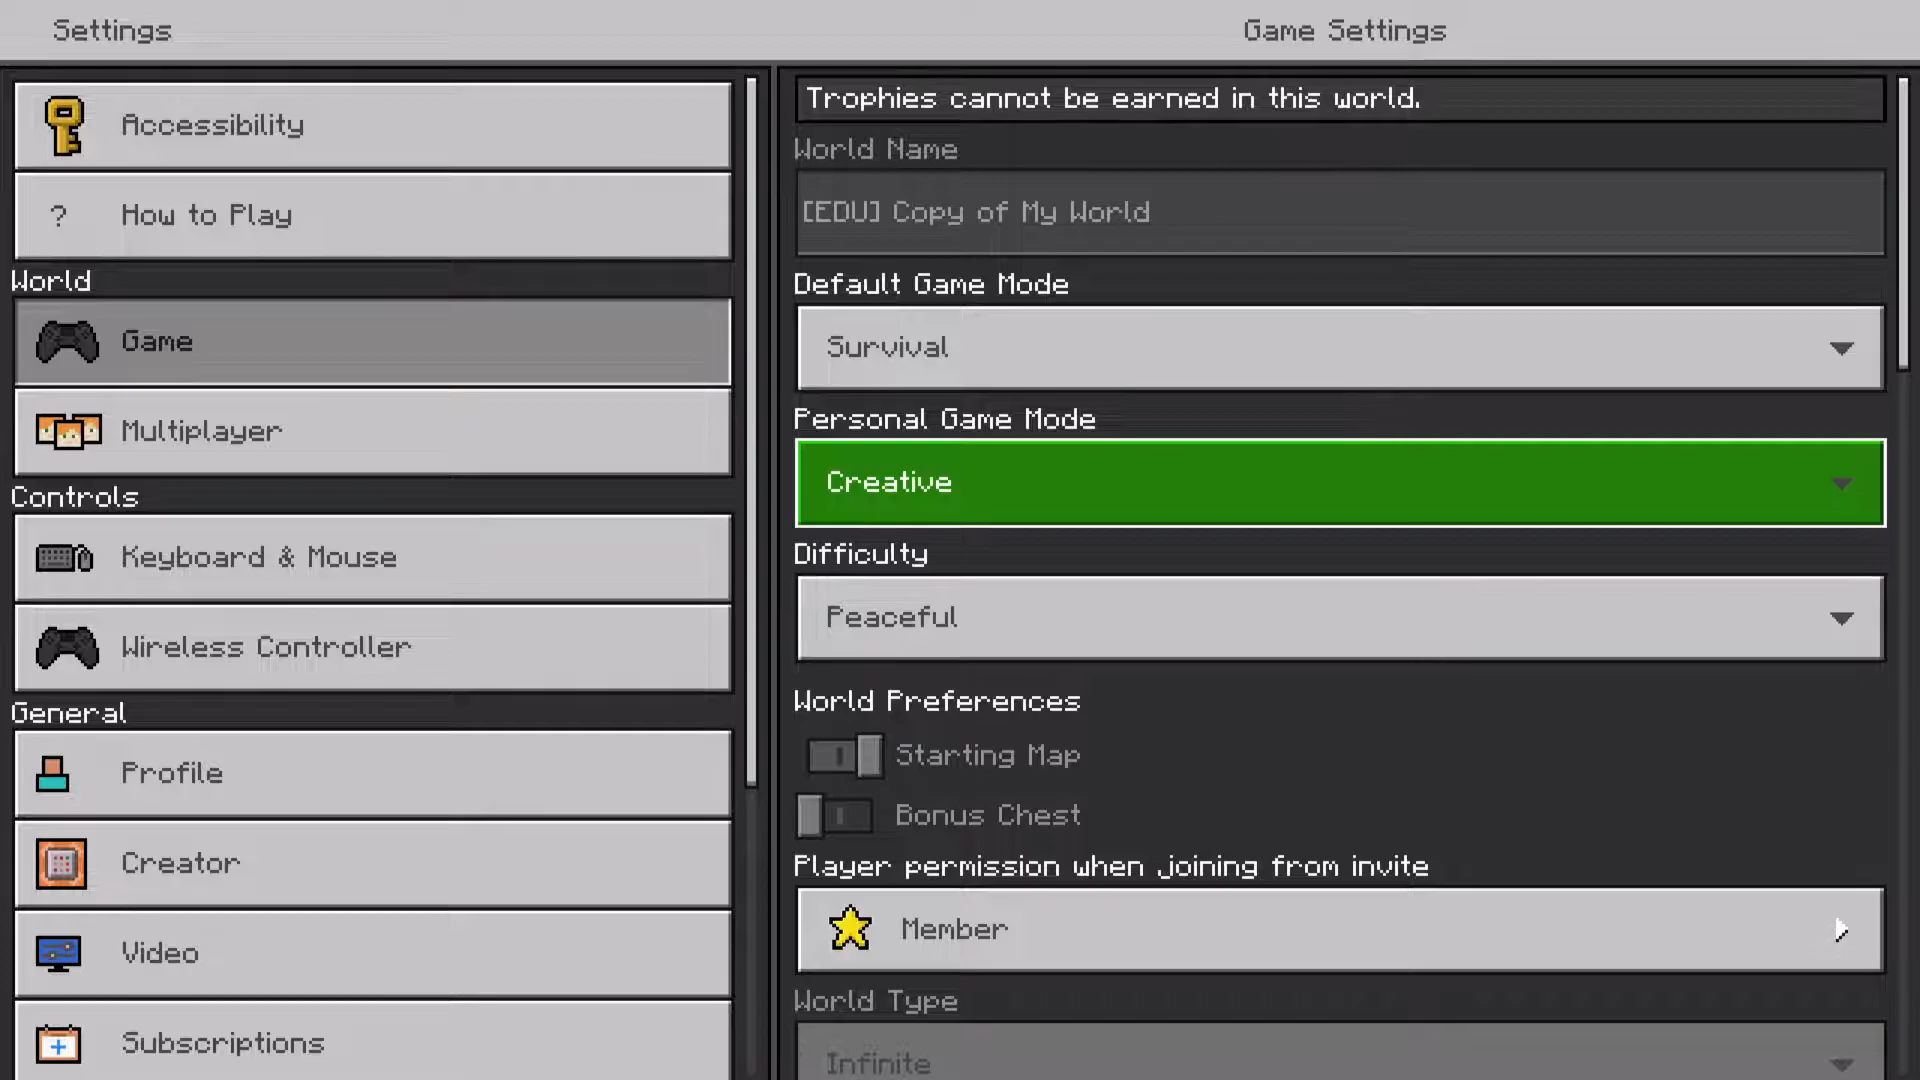 Settings
Game Settings
Accessibility
? How to Play
World
Game
Multiplayer
Controls
Keyboard & Mouse
Wireless Controller
General
Profile
Creator
Video
Subscriptions
Trophies cannot be earned in this world.
World Name
[EDU] Copy of My World
Default Game Mode
Survival
Personal Game Mode
Creative
Difficulty
Peaceful
World Preferences
Starting Map
Bonus Chest
Player permission when joining from invite
Member
World Type
Infinite